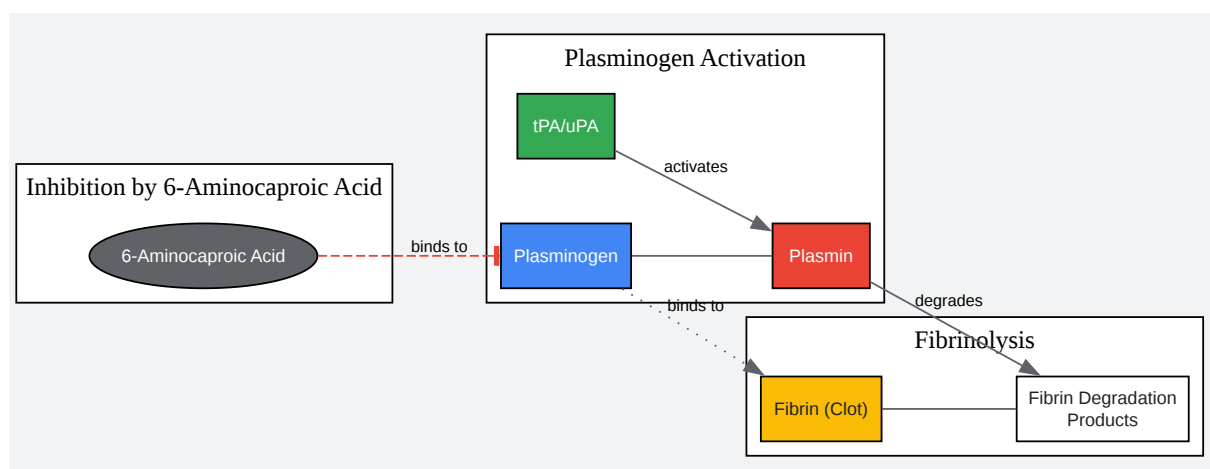 Plasminogen Activation
tPA/uPA
activates
Inhibition by 6-Aminocaproic Acid
6-Aminocaproic Acid
binds to
Plasminogen
Plasmin
binds to
degrades
Fibrinolysis
Fibrin (Clot)
Fibrin Degradation
Products